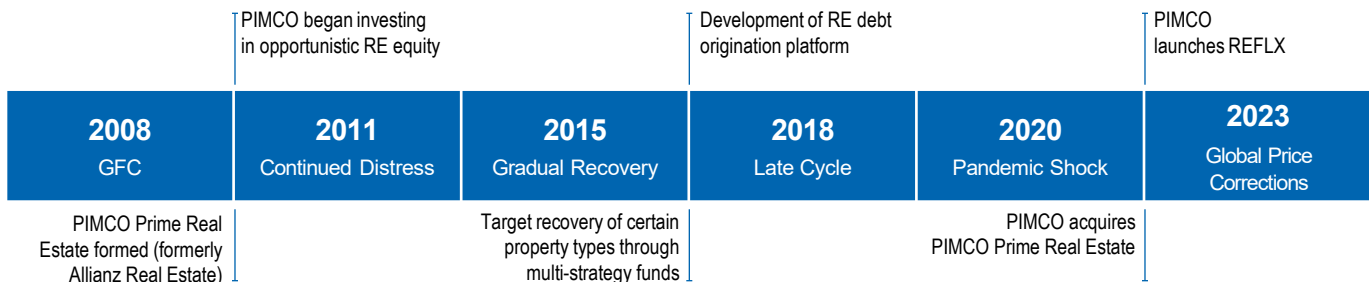 PIMCO began investing
in opportunistic RE equity
Development of RE debt
origination platform
PIMCO
launches REFLX
2008
GFC
2011
Continued Distress
2015
Gradual Recovery
2018
Late Cycle
2020
Pandemic Shock
2023
Global Price
Corrections
PIMCO Prime Real
Estate formed (formerly
Allianz Real Estate)
Target recovery of certain
property types through
multi-strategy funds
PIMCO acquires
PIMCO Prime Real Estate